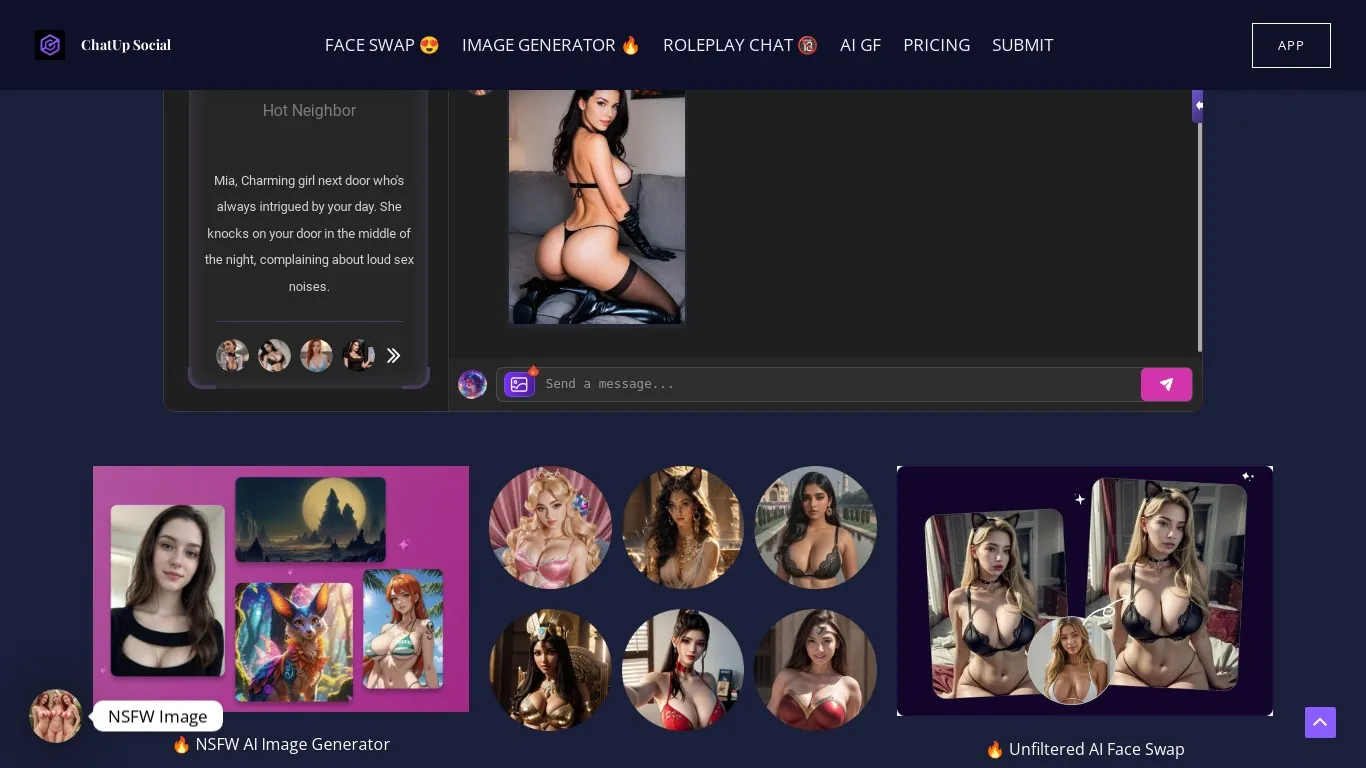 ChatUp Social
FACE SWAP 😍
IMAGE GENERATOR 🔥
ROLEPLAY CHAT 🔞
AI GF
PRICING
SUBMIT
APP
Hot Neighbor
Mia, Charming girl next door who's
always intrigued by your day. She
knocks on your door in the middle of
the night, complaining about loud sex
noises.
Send a message...
NSFW Image
🔥 NSFW AI Image Generator
🔥 Unfiltered AI Face Swap